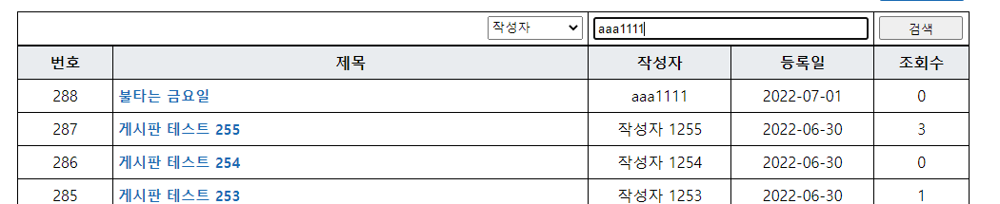 작성자 aaa1111 검색
번호 제목 작성자 등록일 조회수
288 불타는 금요일 aaa1111 2022-07-01 0
287 게시판 테스트 255 작성자 1255 2022-06-30 3
286 게시판 테스트 254 작성자 1254 2022-06-30 0
285 게시판 테스트 253 작성자 1253 2022-06-30 1